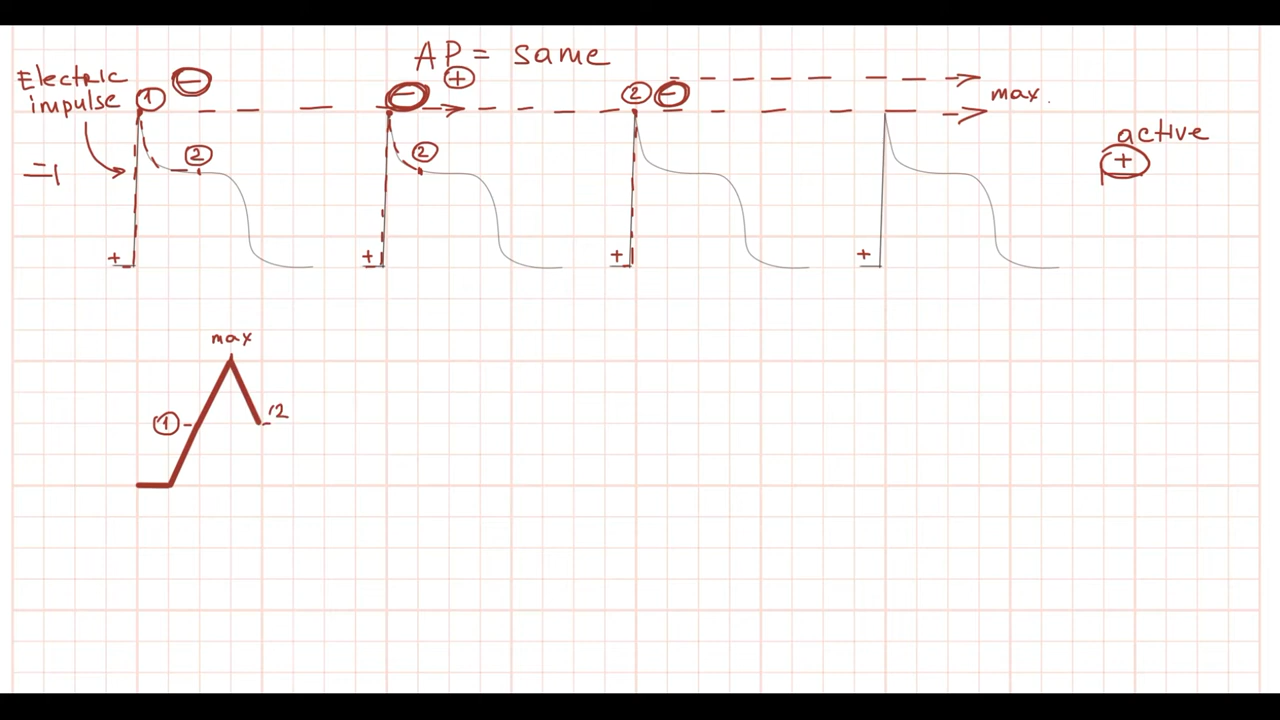 AP = same
Electric
impulse
① ⊖
⊖ ⊕
② ⊖
max.
active
⊕
②
②
+
+
+
+
max
①
2